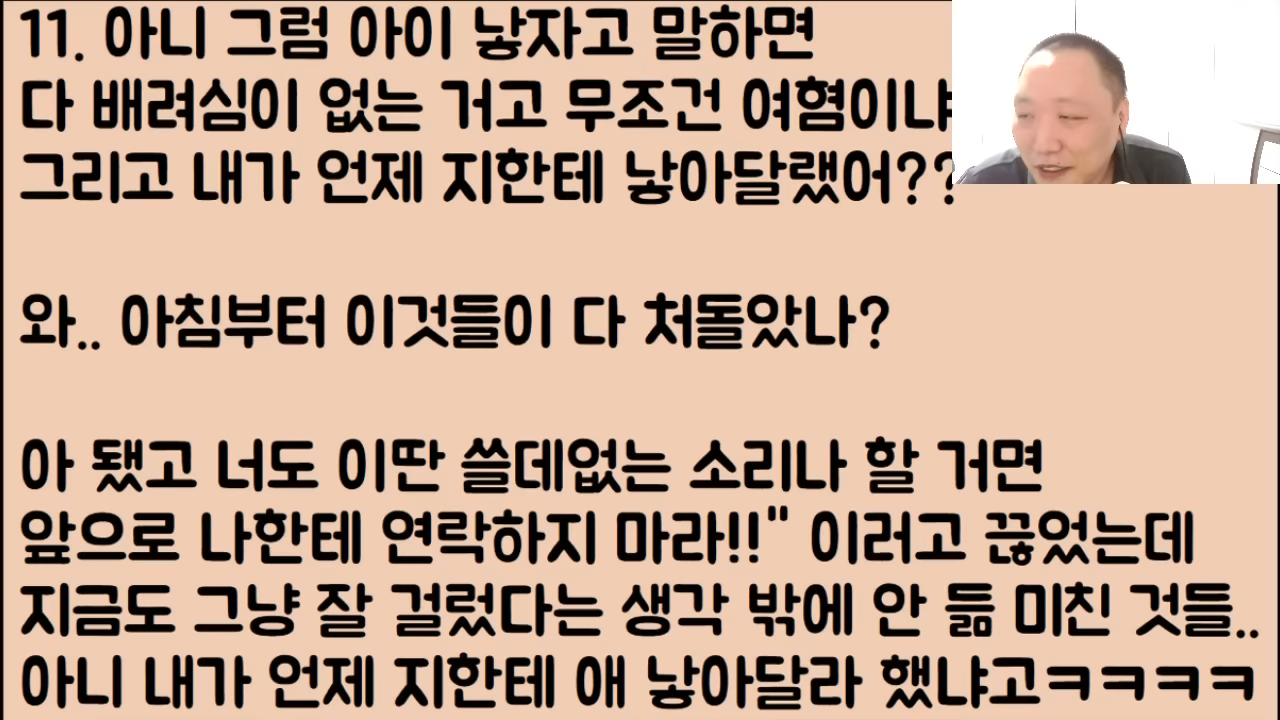 11. 아니 그럼 아이 낳자고 말하면
다 배려심이 없는 거고 무조건 여혐이냐
그리고 내가 언제 지한테 낳아달랬어??
와.. 아침부터 이것들이 다 처돌았나?
아 됐고 너도 이딴 쓸데없는 소리나 할 거면
앞으로 나한테 연락하지 마라!!" 이러고 끊었는데
지금도 그냥 잘 걸렀다는 생각 밖에 안 듦 미친 것들..
아니 내가 언제 지한테 애 낳아달라 했냐고ㅋㅋㅋㅋ